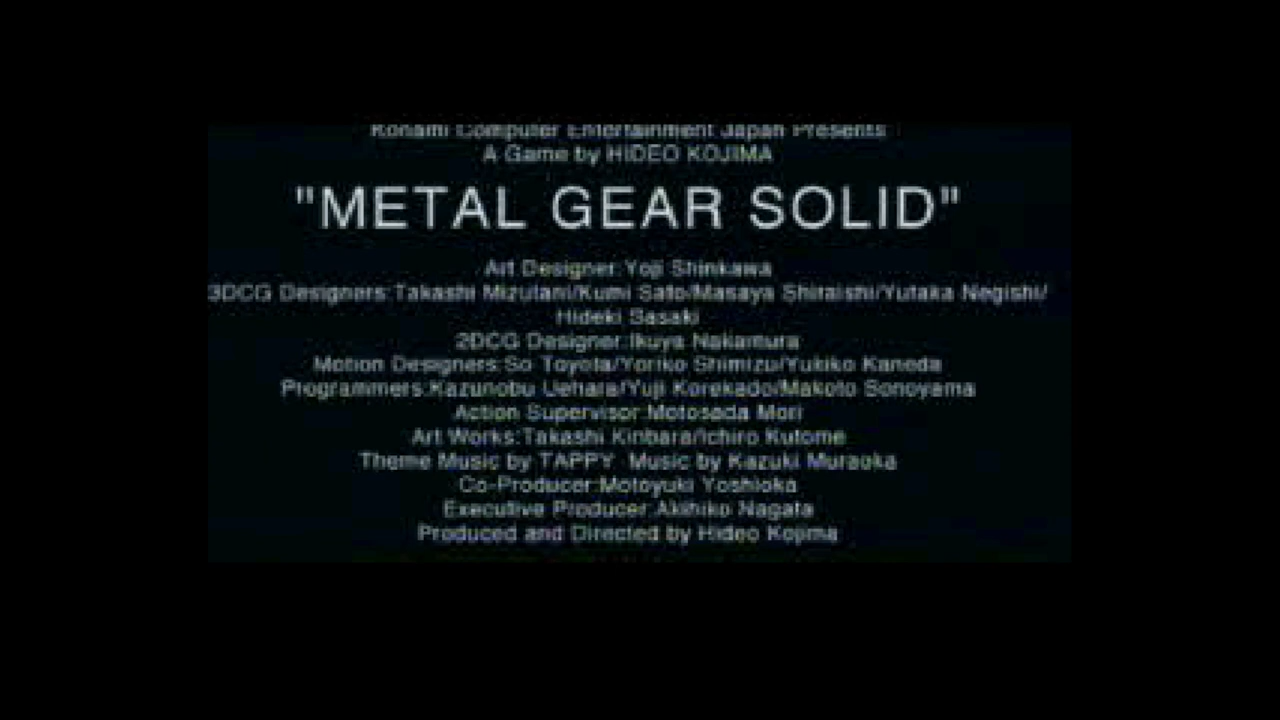 Konami Computer Entertainment Japan Presents
A Game by HIDEO KOJIMA
"METAL GEAR SOLID"
Art Designer:Yoji Shinkawa
3DCG Designers:Takashi Mizutani/Kumi Sato/Masaya Shiraishi/Yutaka Negishi/
Hideki Sasaki
2DCG Designer:Ikuya Nakamura
Motion Designers:So Toyota/Yoriko Shimizu/Yukiko Kaneda
Programmers:Kazunobu Uehara/Yuji Korekado/Makoto Sonoyama
Action Supervisor:Motosada Mori
Art Works:Takashi Kinbara/Ichiro Kutome
Theme Music by TAPPY  Music by Kazuki Muraoka
Co-Producer:Motoyuki Yoshioka
Executive Producer:Akihiko Nagata
Produced and Directed by Hideo Kojima